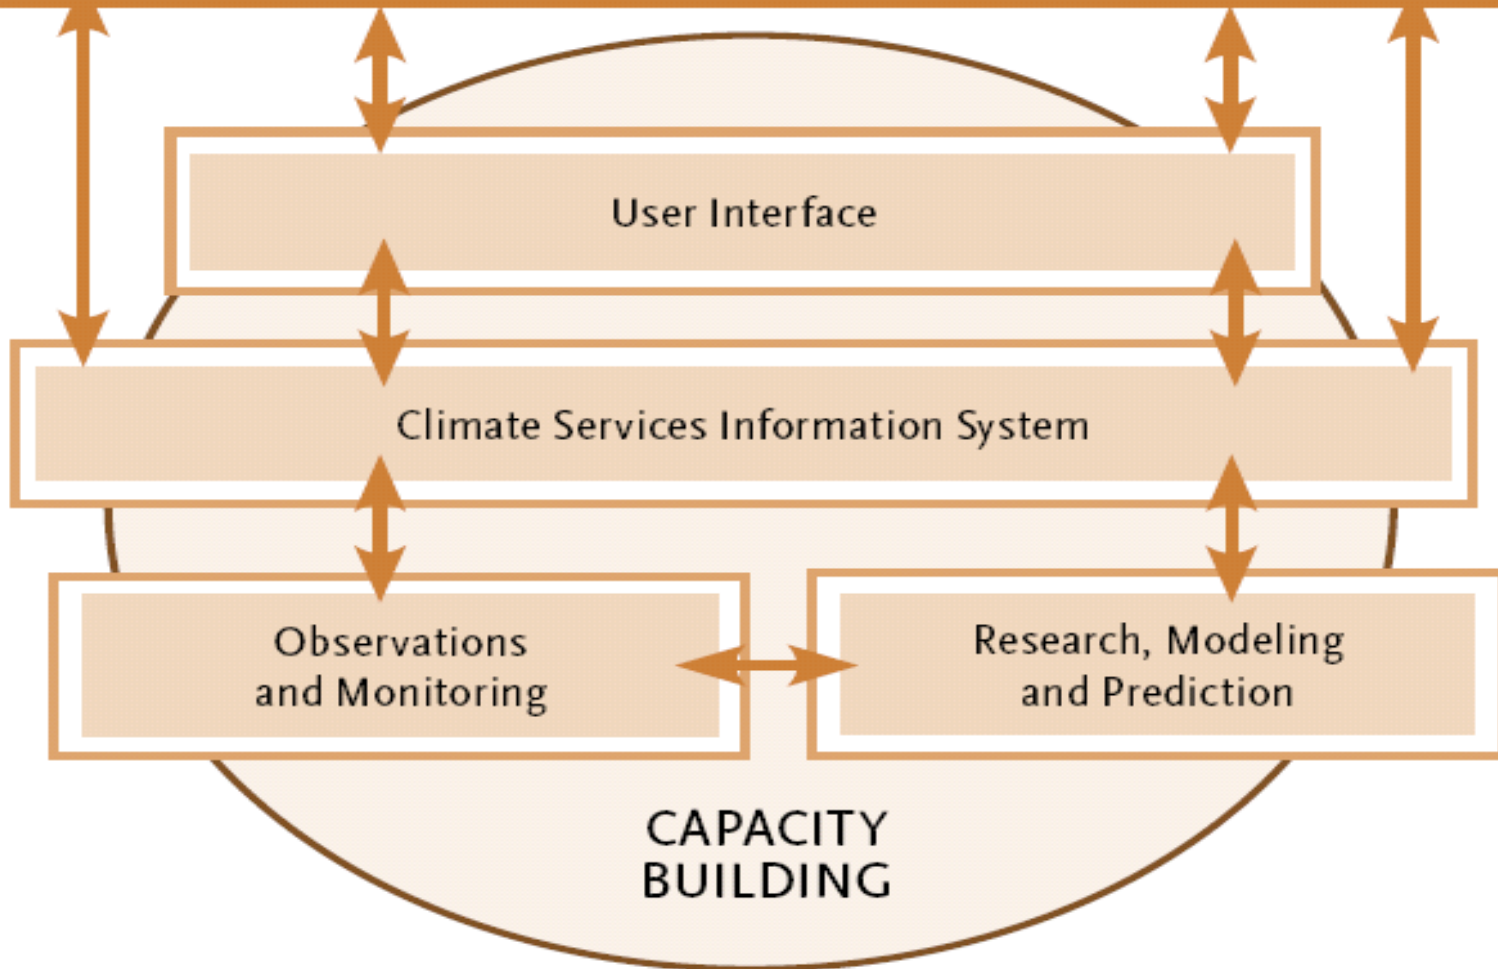 User Interface
Climate Services Information System
Observations
and Monitoring
Research, Modeling
and Prediction
CAPACITY
BUILDING